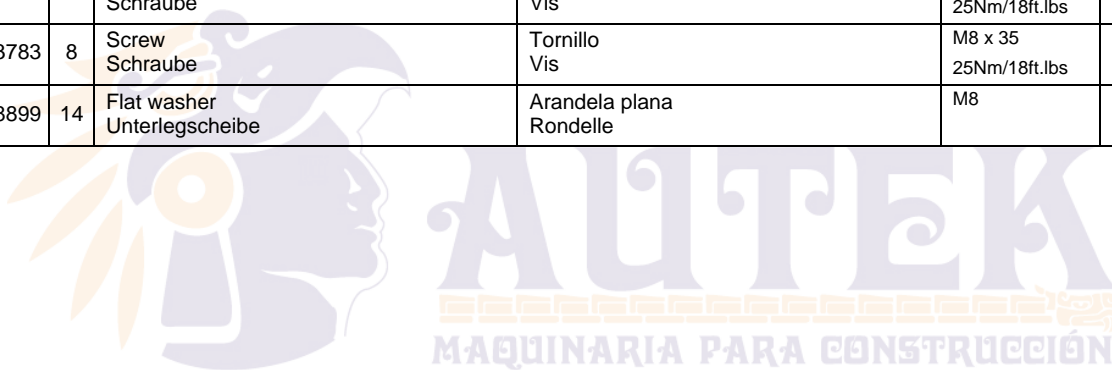 Schraube Vis 25Nm/18ft.lbs
3783 8 Screw Tornillo M8 x 35
Schraube Vis 25Nm/18ft.lbs
3899 14 Flat washer Arandela plana M8
Unterlegscheibe Rondelle
AUTEK
MAQUINARIA PARA CONSTRUCCIÓN